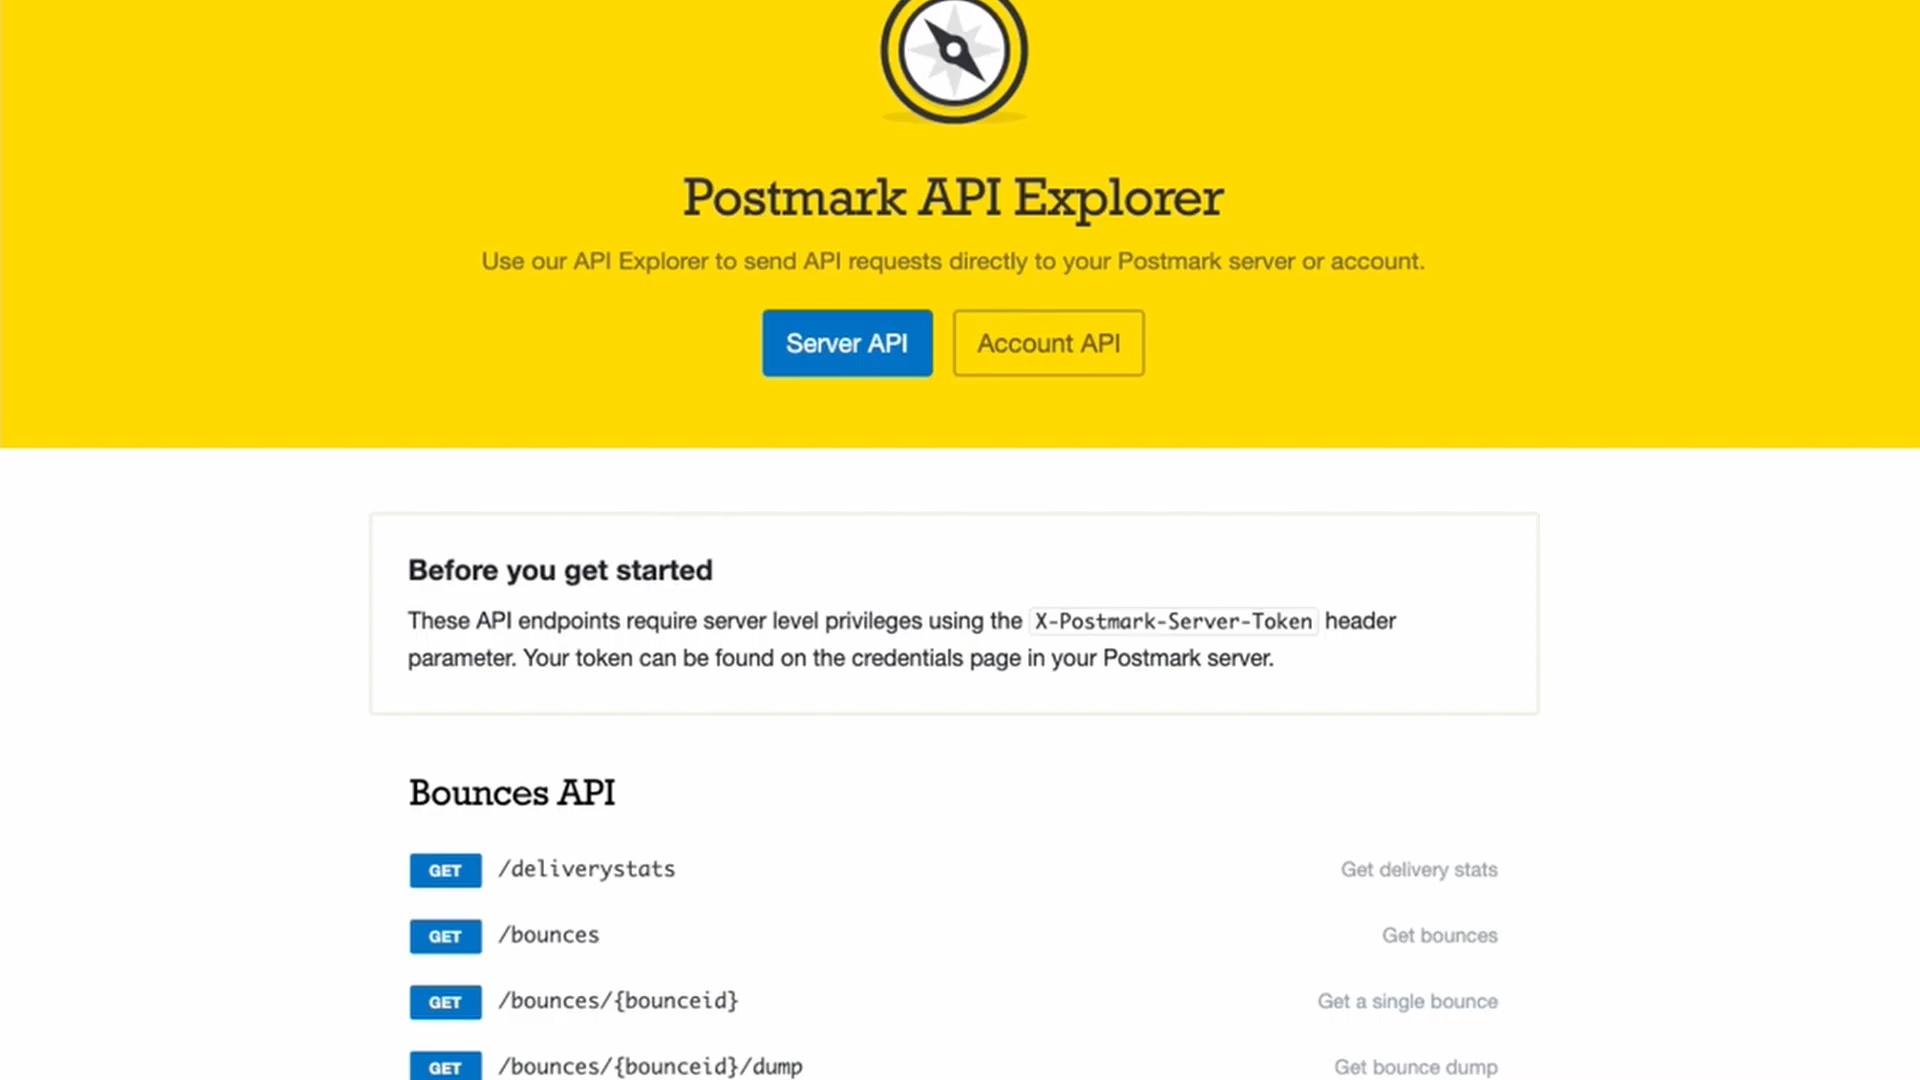 Postmark API Explorer
Use our API Explorer to send API requests directly to your Postmark server or account.
Server API
Account API
Before you get started
These API endpoints require server level privileges using the X-Postmark-Server-Token header
parameter. Your token can be found on the credentials page in your Postmark server.
Bounces API
GET /deliverystats Get delivery stats
GET /bounces Get bounces
GET /bounces/{bounceid} Get a single bounce
GET /bounces/{bounceid}/dump Get bounce dump